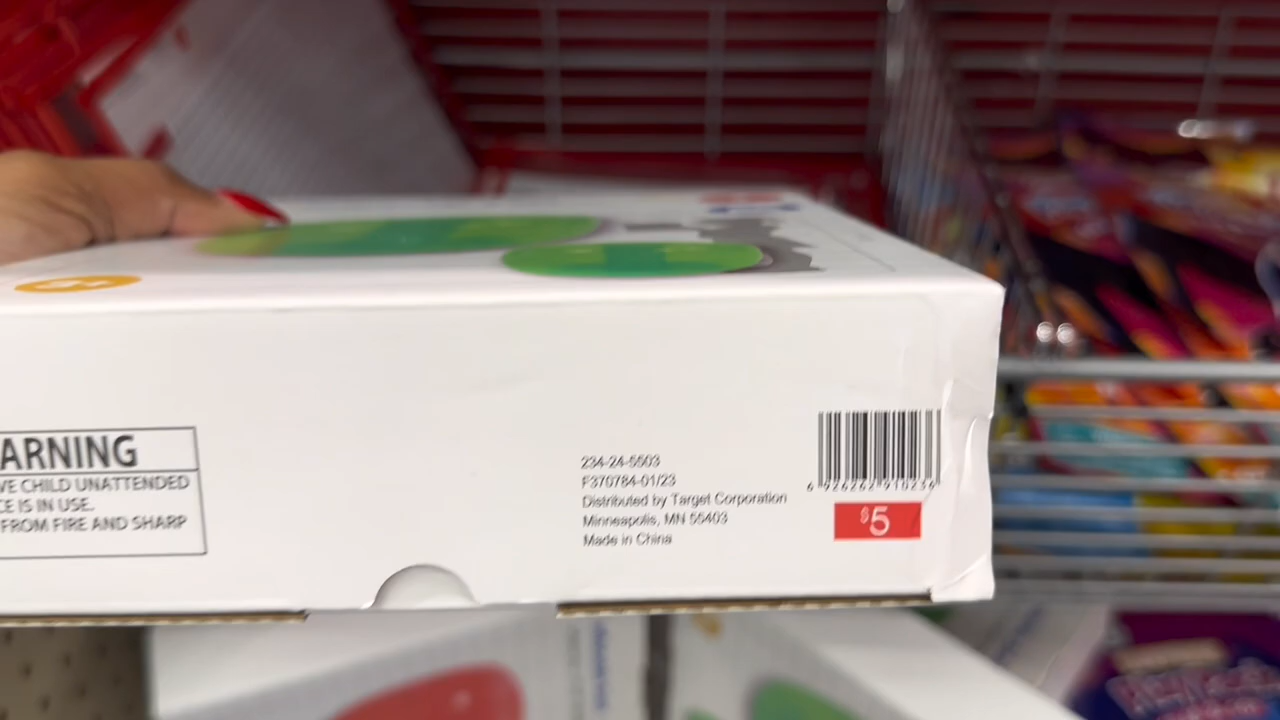 ARNING
VE CHILD UNATTENDED
CE IS IN USE.
FROM FIRE AND SHARP
234-24-5503
F370784-01/23
Distributed by Target Corporation
Minneapolis, MN 55403
Made in China
$5